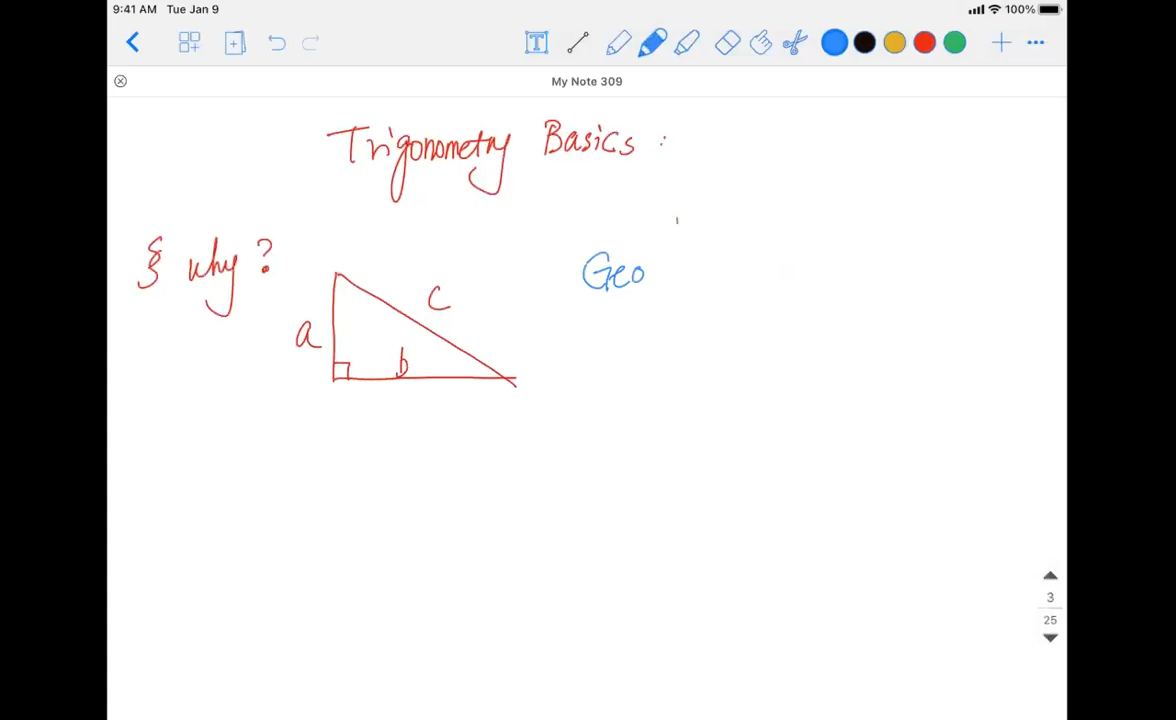 9:41 AM Tue Jan 9 100%
T
My Note 309
Trigonometry Basics :
§ why ?
Geo
c
a
b
3
25